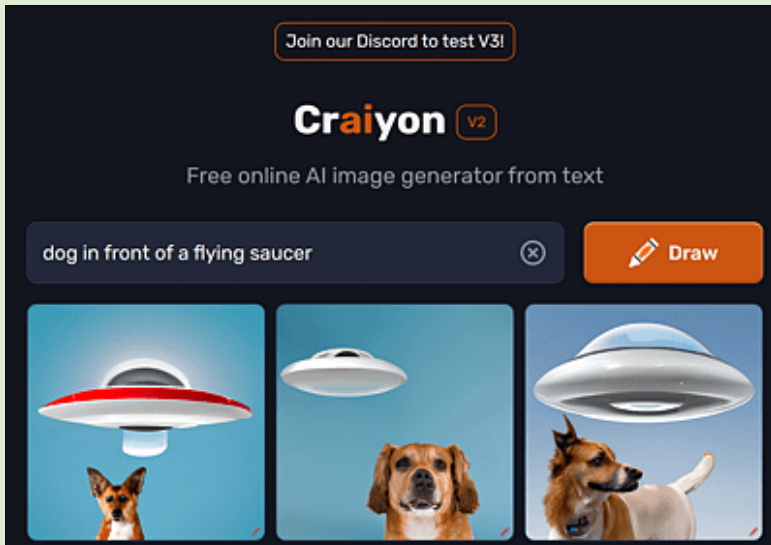 Join our Discord to test V3!
Craiyon V2
Free online AI image generator from text
dog in front of a flying saucer
Draw